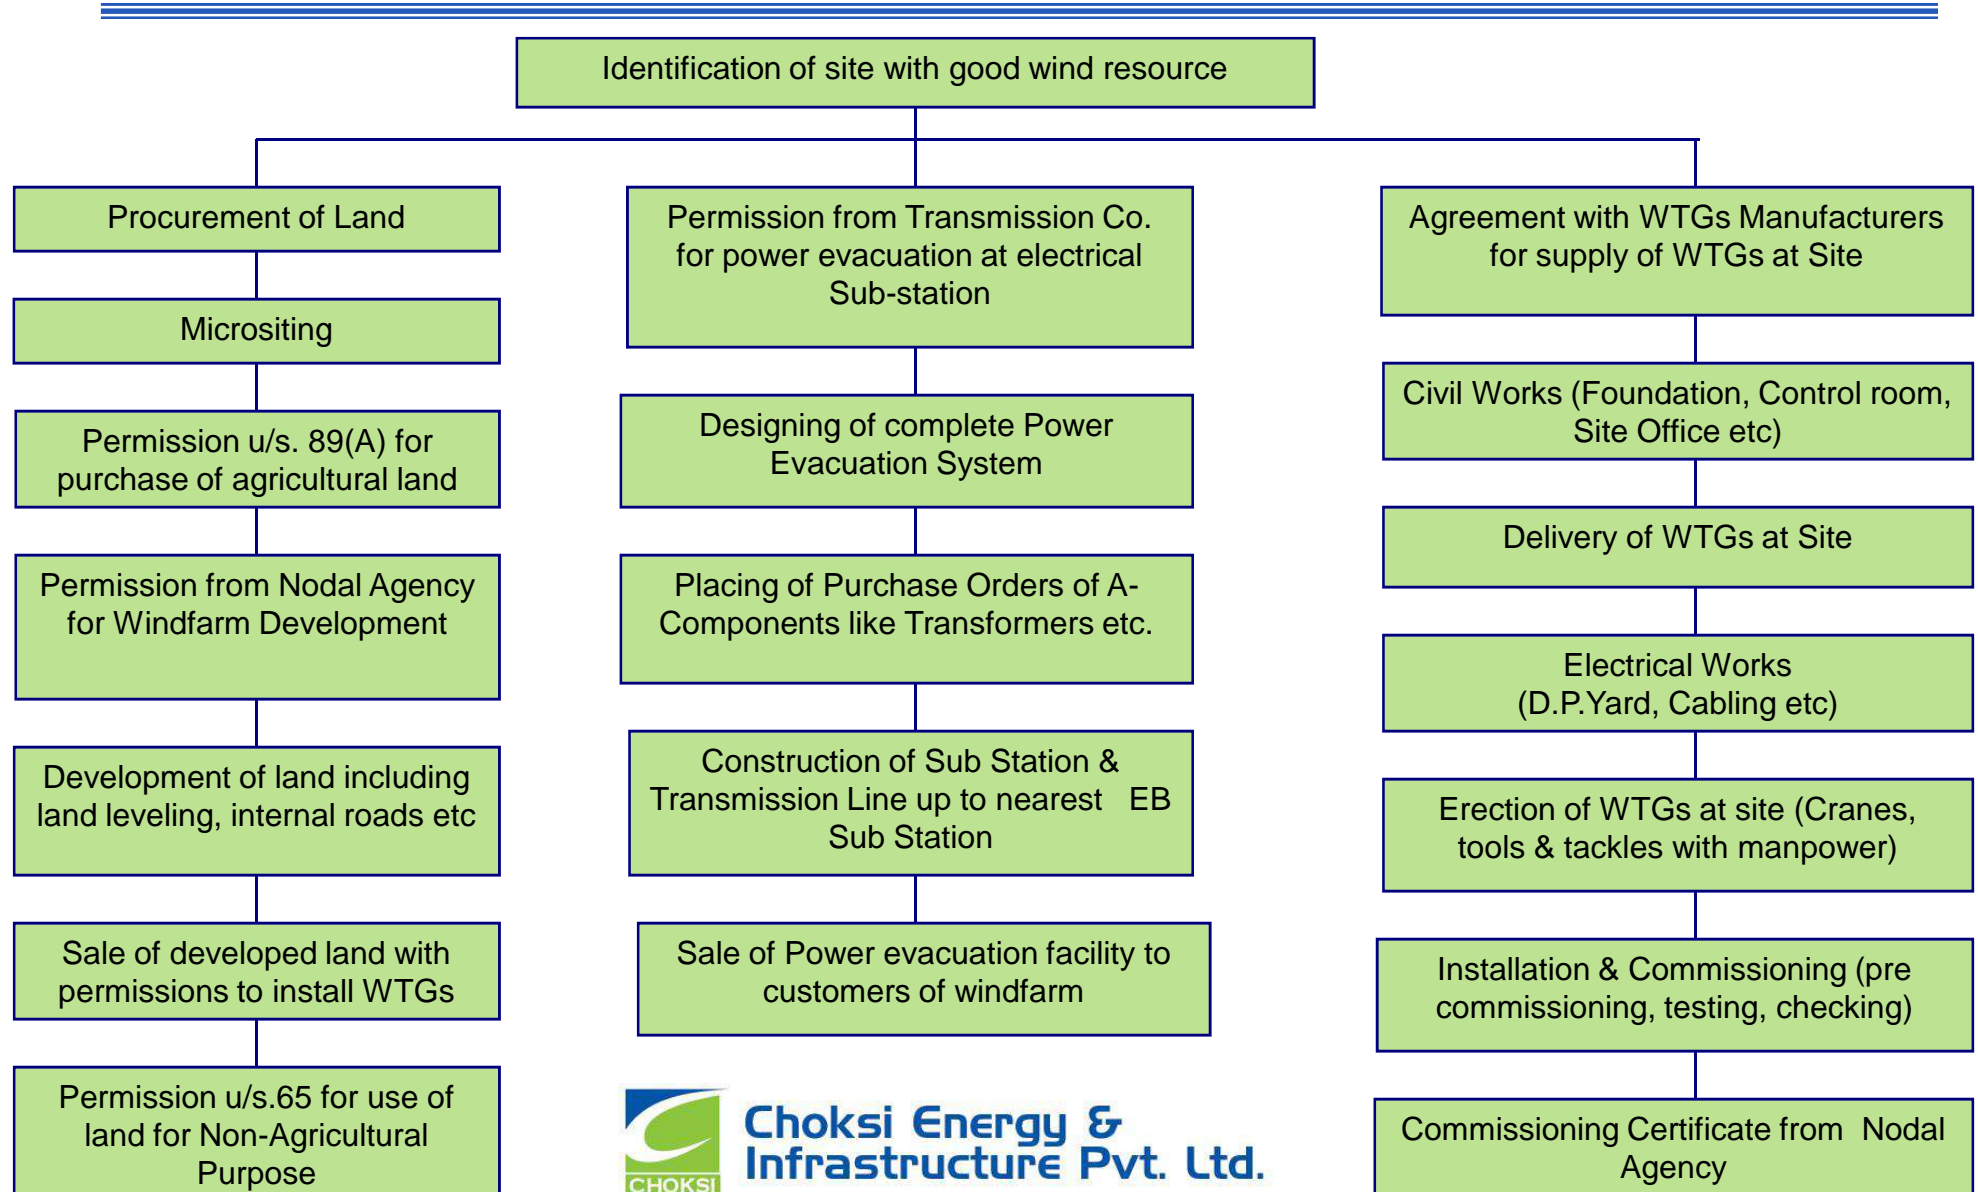 Identification of site with good wind resource
Procurement of Land
Micrositing
Permission u/s. 89(A) for
purchase of agricultural land
Permission from Nodal Agency
for Windfarm Development
Development of land including
land leveling, internal roads etc
Sale of developed land with
permissions to install WTGs
Permission u/s.65 for use of
land for Non-Agricultural
Purpose
Permission from Transmission Co.
for power evacuation at electrical
Sub-station
Designing of complete Power
Evacuation System
Placing of Purchase Orders of A-
Components like Transformers etc.
Construction of Sub Station &
Transmission Line up to nearest EB
Sub Station
Sale of Power evacuation facility to
customers of windfarm
Agreement with WTGs Manufacturers
for supply of WTGs at Site
Civil Works (Foundation, Control room,
Site Office etc)
Delivery of WTGs at Site
Electrical Works
(D.P.Yard, Cabling etc)
Erection of WTGs at site (Cranes,
tools & tackles with manpower)
Installation & Commissioning (pre
commissioning, testing, checking)
Commissioning Certificate from Nodal
Agency
CHOKSI
Choksi Energy &
Infrastructure Pvt. Ltd.